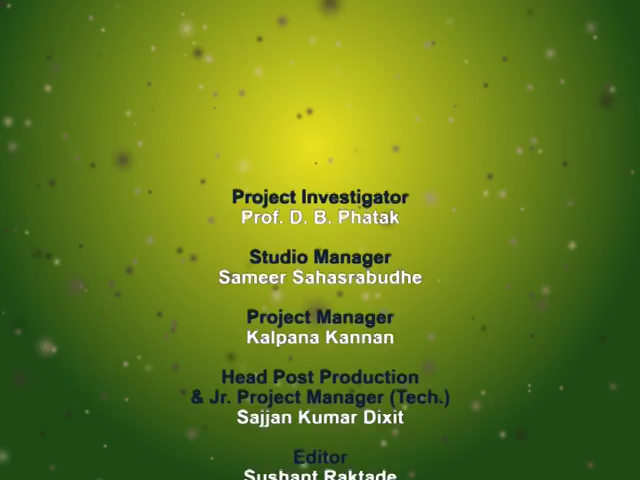 Project Investigator
Prof. D. B. Phatak
Studio Manager
Sameer Sahasrabudhe
Project Manager
Kalpana Kannan
Head Post Production
& Jr. Project Manager (Tech.)
Sajjan Kumar Dixit
Editor
Sushant Raktade